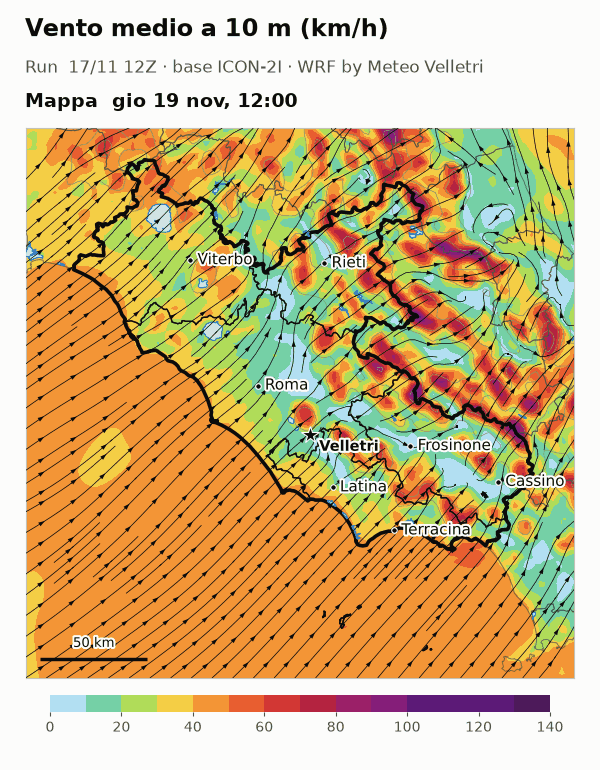 Vento medio a 10 m (km/h)
Run  17/11 12Z · base ICON-2I · WRF by Meteo Velletri
Mappa  gio 19 nov, 12:00
Viterbo
Rieti
Roma
Velletri
Frosinone
Cassino
Latina
Terracina
50 km
0 20 40 60 80 100 120 140